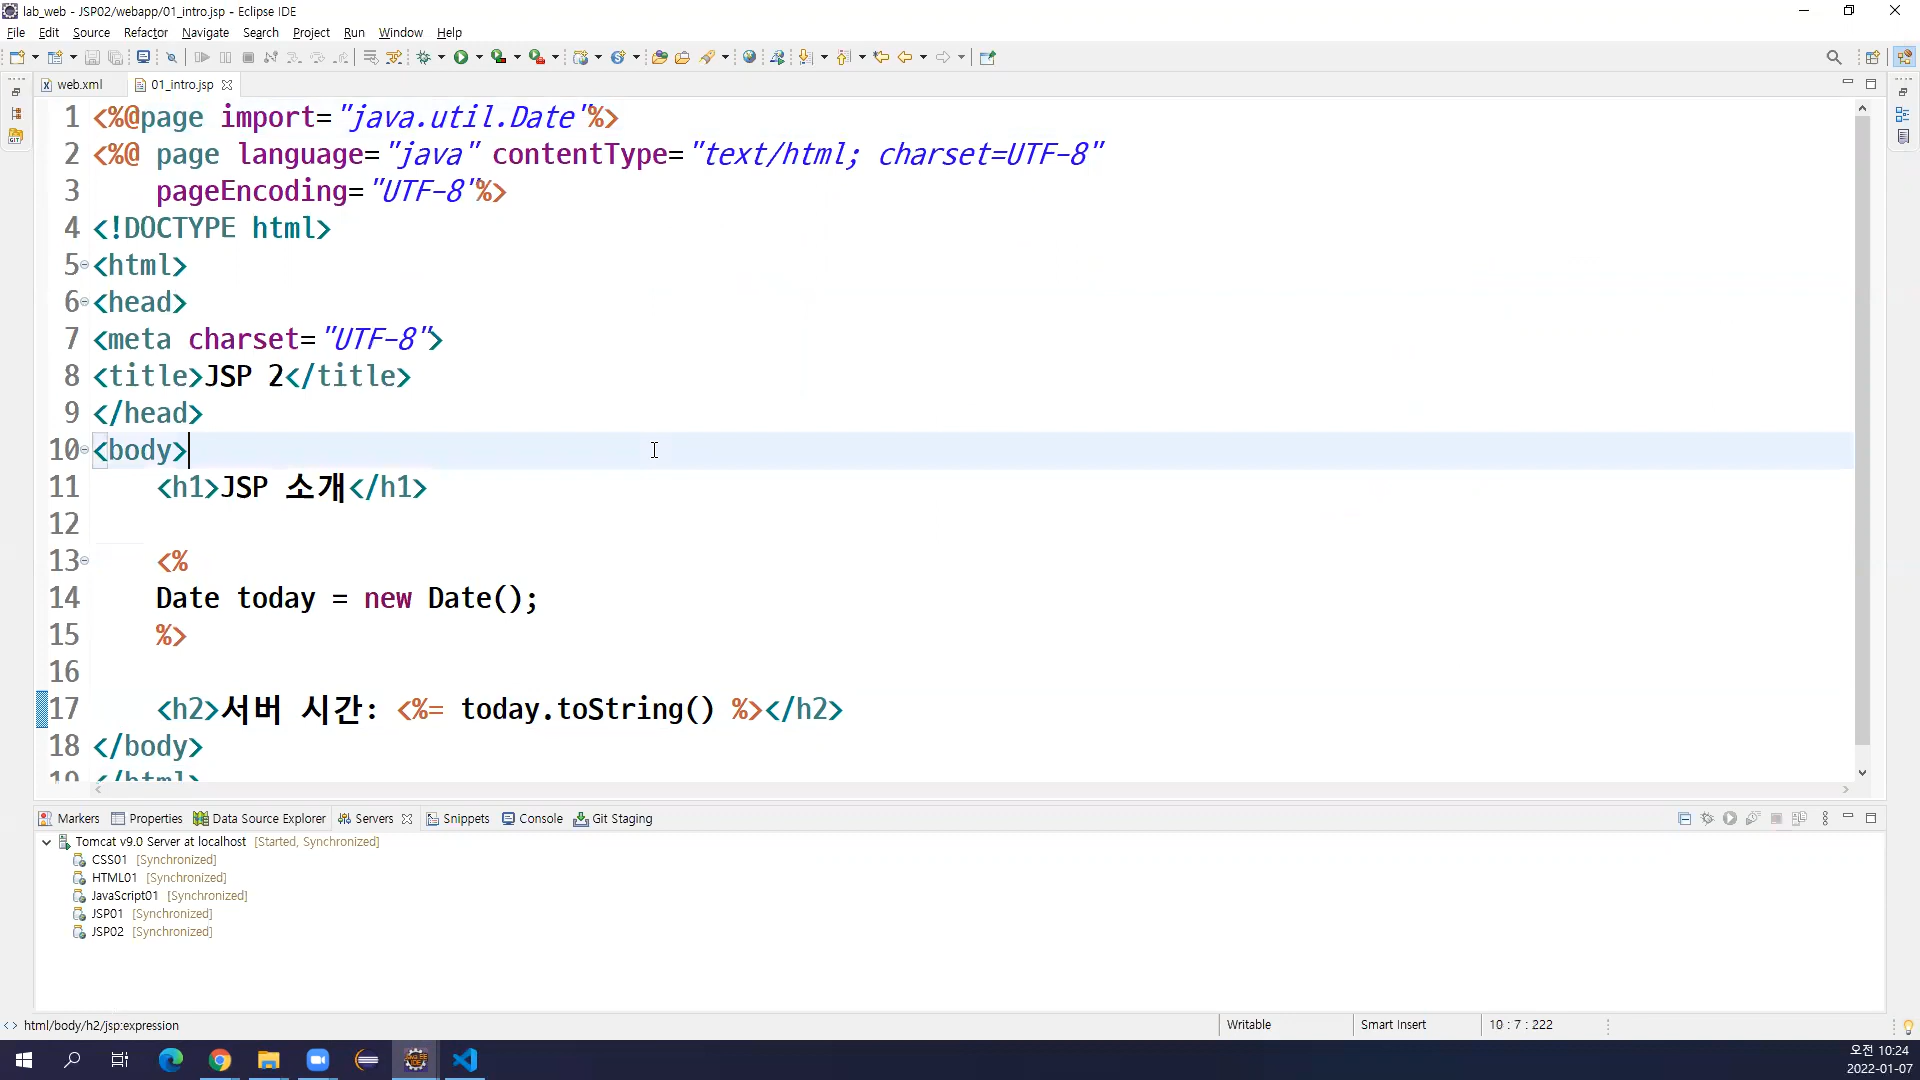 lab_web - JSP02/webapp/01_intro.jsp - Eclipse IDE
File Edit Source Refactor Navigate Search Project Run Window Help
web.xml 01_intro.jsp
1 <%@page import="java.util.Date"%>
2 <%@ page language="java" contentType="text/html; charset=UTF-8"
3 pageEncoding="UTF-8"%>
4 <!DOCTYPE html>
5 <html>
6 <head>
7 <meta charset="UTF-8">
8 <title>JSP 2</title>
9 </head>
10 <body>
11 <h1>JSP 소개</h1>
12
13 <%
14 Date today = new Date();
15 %>
16
17 <h2>서버 시간: <%= today.toString() %></h2>
18 </body>
19 </html>
Markers Properties Data Source Explorer Servers Snippets Console Git Staging
Tomcat v9.0 Server at localhost [Started, Synchronized]
CSS01 [Synchronized]
HTML01 [Synchronized]
JavaScript01 [Synchronized]
JSP01 [Synchronized]
JSP02 [Synchronized]
html/body/h2/jsp:expression Writable Smart Insert 10 : 7 : 222
오전 10:24
2022-01-07